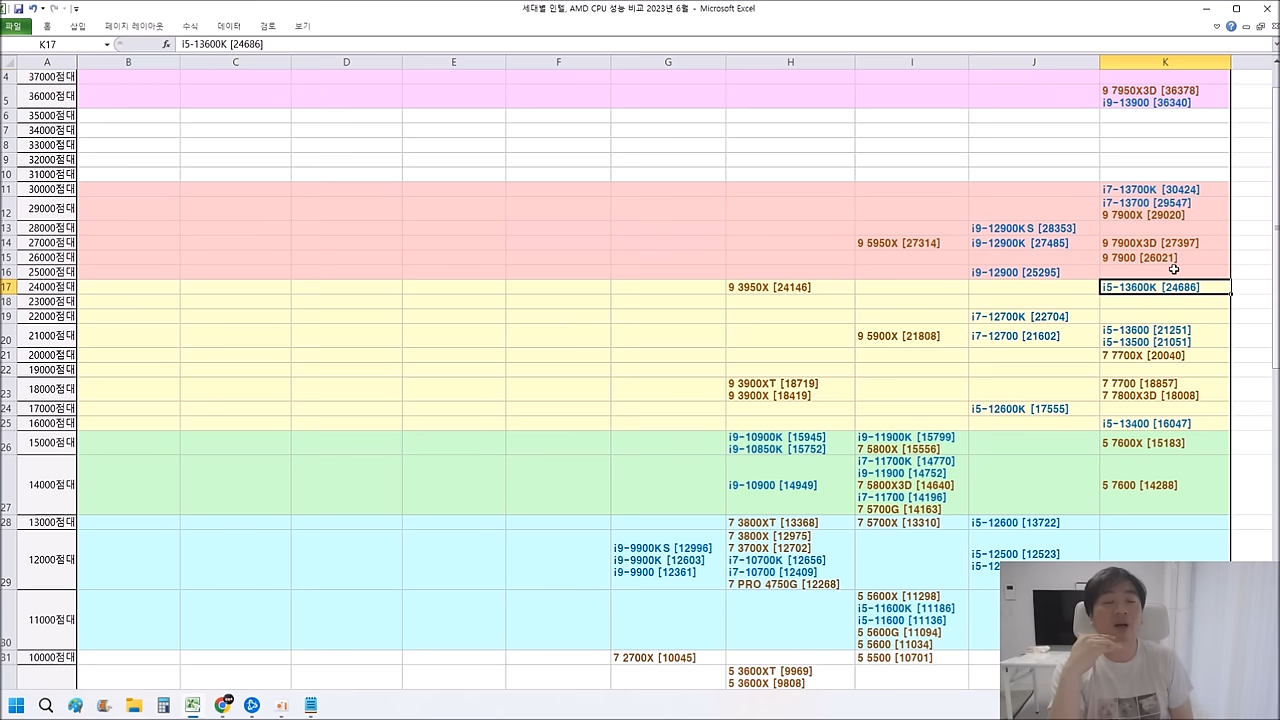 세대별 인텔, AMD CPU 성능 비교 2023년 6월 - Microsoft Excel
파일 홈 삽입 페이지 레이아웃 수식 데이터 검토 보기
K17 fx i5-13600K [24686]
A B C D E F G H I J K
4 37000점대
5 36000점대 9 7950X3D [36378]
i9-13900 [36340]
6 35000점대
7 34000점대
8 33000점대
9 32000점대
10 31000점대
11 30000점대 i7-13700K [30424]
12 29000점대 i7-13700 [29547]
9 7900X [29020]
13 28000점대 i9-12900KS [28353]
14 27000점대 9 5950X [27314] i9-12900K [27485] 9 7900X3D [27397]
15 26000점대 9 7900 [26021]
16 25000점대 i9-12900 [25295]
17 24000점대 9 3950X [24146] i5-13600K [24686]
18 23000점대
19 22000점대 i7-12700K [22704]
20 21000점대 9 5900X [21808] i7-12700 [21602] i5-13600 [21251]
i5-13500 [21051]
21 20000점대 7 7700X [20040]
22 19000점대
23 18000점대 9 3900XT [18719] 7 7700 [18857]
9 3900X [18419] 7 7800X3D [18008]
24 17000점대 i5-12600K [17555]
25 16000점대 i5-13400 [16047]
26 15000점대 i9-10900K [15945] i9-11900K [15799] 5 7600X [15183]
i9-10850K [15752] 7 5800X [15556]
27 14000점대 i9-10900 [14949] i7-11700K [14770] 5 7600 [14288]
i9-11900 [14752]
7 5800X3D [14640]
i7-11700 [14196]
7 5700G [14163]
28 13000점대 7 3800XT [13368] 7 5700X [13310] i5-12600 [13722]
29 12000점대 i9-9900KS [12996] 7 3800X [12975] i5-12500 [12523]
i9-9900K [12603] 7 3700X [12702] i5-12
i9-9900 [12361] i7-10700K [12656]
i7-10700 [12409]
7 PRO 4750G [12268]
30 11000점대 5 5600X [11298]
i5-11600K [11186]
i5-11600 [11136]
5 5600G [11094]
5 5600 [11034]
31 10000점대 7 2700X [10045] 5 5500 [10701]
5 3600XT [9969]
5 3600X [9808]